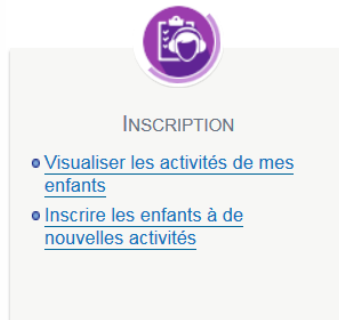 INSCRIPTION
Visualiser les activités de mes
enfants
Inscrire les enfants à de
nouvelles activités